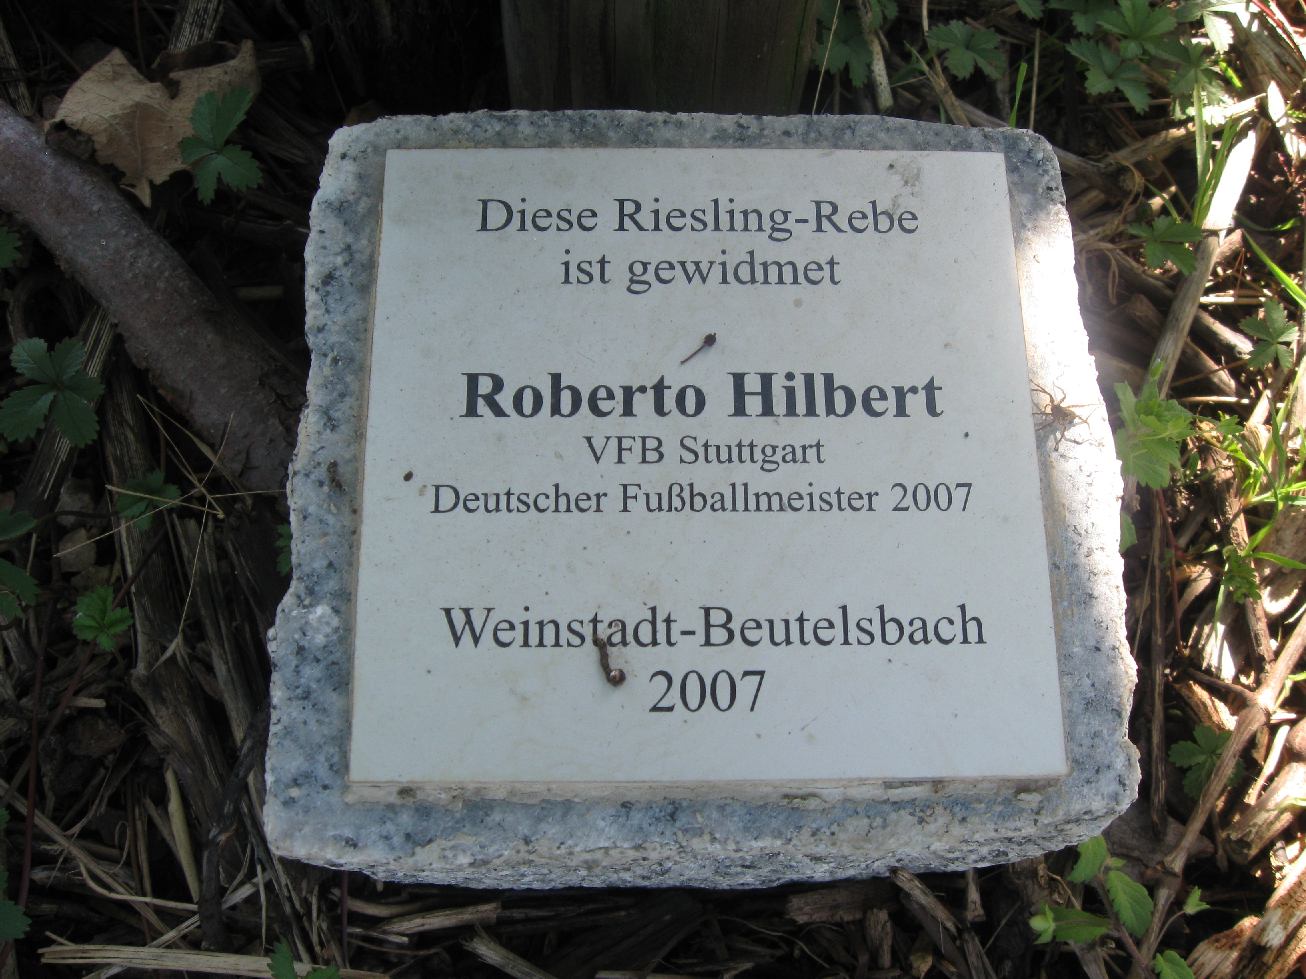 Diese Riesling-Rebe
ist gewidmet
Roberto Hilbert
VFB Stuttgart
Deutscher Fußballmeister 2007
Weinstadt-Beutelsbach
2007